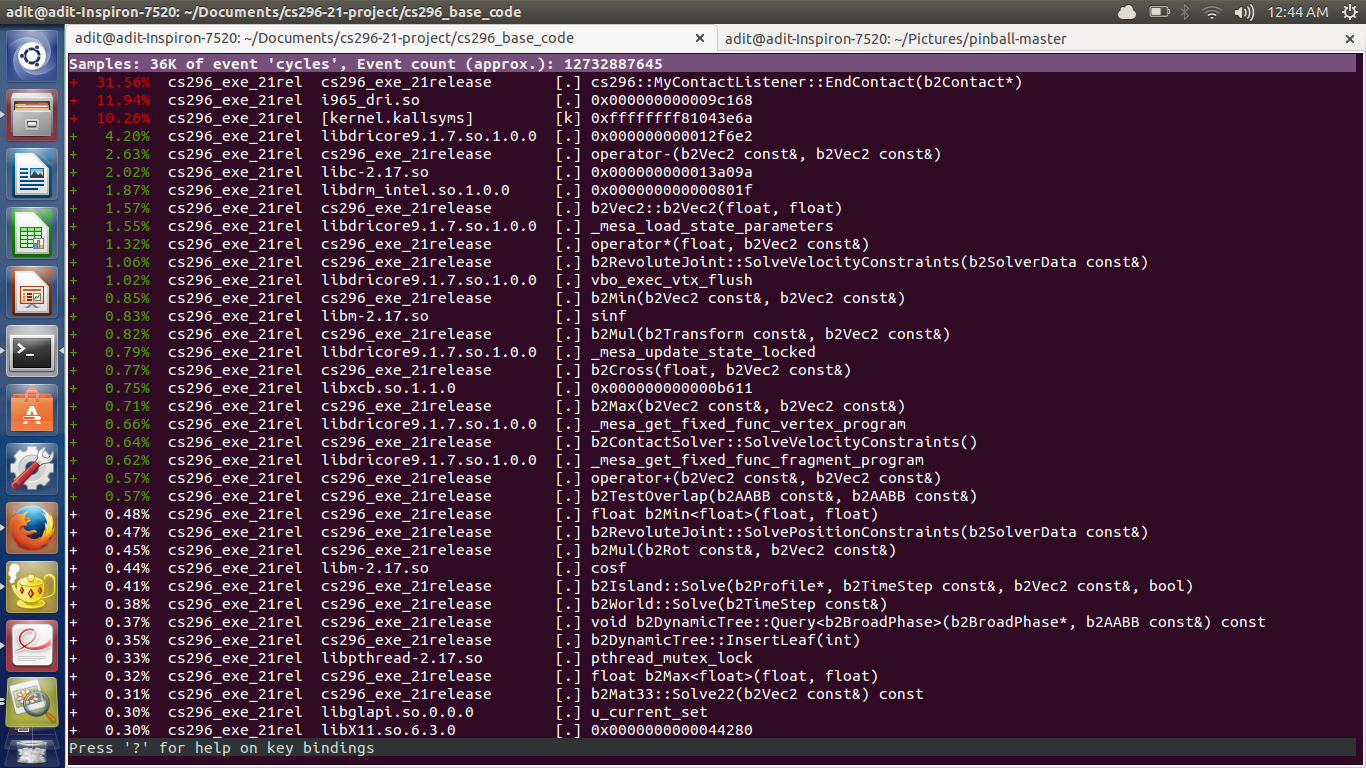 adit@adit-Inspiron-7520: ~/Documents/cs296-21-project/cs296_base_code 12:44 AM
adit@adit-Inspiron-7520: ~/Documents/cs296-21-project/cs296_base_code × adit@adit-Inspiron-7520: ~/Pictures/pinball-master ×
Samples: 36K of event 'cycles', Event count (approx.): 12732887645
+ 31.56% cs296_exe_21rel cs296_exe_21release [.] cs296::MyContactListener::EndContact(b2Contact*)
+ 11.94% cs296_exe_21rel i965_dri.so [.] 0x000000000009c168
+ 10.20% cs296_exe_21rel [kernel.kallsyms] [k] 0xffffffff81043e6a
+ 4.20% cs296_exe_21rel libdricore9.1.7.so.1.0.0 [.] 0x000000000012f6e2
+ 2.63% cs296_exe_21rel cs296_exe_21release [.] operator-(b2Vec2 const&, b2Vec2 const&)
+ 2.02% cs296_exe_21rel libc-2.17.so [.] 0x000000000013a09a
+ 1.87% cs296_exe_21rel libdrm_intel.so.1.0.0 [.] 0x000000000000801f
+ 1.57% cs296_exe_21rel cs296_exe_21release [.] b2Vec2::b2Vec2(float, float)
+ 1.55% cs296_exe_21rel libdricore9.1.7.so.1.0.0 [.] _mesa_load_state_parameters
+ 1.32% cs296_exe_21rel cs296_exe_21release [.] operator*(float, b2Vec2 const&)
+ 1.06% cs296_exe_21rel cs296_exe_21release [.] b2RevoluteJoint::SolveVelocityConstraints(b2SolverData const&)
+ 1.02% cs296_exe_21rel libdricore9.1.7.so.1.0.0 [.] vbo_exec_vtx_flush
+ 0.85% cs296_exe_21rel cs296_exe_21release [.] b2Min(b2Vec2 const&, b2Vec2 const&)
+ 0.83% cs296_exe_21rel libm-2.17.so [.] sinf
+ 0.82% cs296_exe_21rel cs296_exe_21release [.] b2Mul(b2Transform const&, b2Vec2 const&)
+ 0.79% cs296_exe_21rel libdricore9.1.7.so.1.0.0 [.] _mesa_update_state_locked
+ 0.77% cs296_exe_21rel cs296_exe_21release [.] b2Cross(float, b2Vec2 const&)
+ 0.75% cs296_exe_21rel libxcb.so.1.1.0 [.] 0x000000000000b611
+ 0.71% cs296_exe_21rel cs296_exe_21release [.] b2Max(b2Vec2 const&, b2Vec2 const&)
+ 0.66% cs296_exe_21rel libdricore9.1.7.so.1.0.0 [.] _mesa_get_fixed_func_vertex_program
+ 0.64% cs296_exe_21rel cs296_exe_21release [.] b2ContactSolver::SolveVelocityConstraints()
+ 0.62% cs296_exe_21rel libdricore9.1.7.so.1.0.0 [.] _mesa_get_fixed_func_fragment_program
+ 0.57% cs296_exe_21rel cs296_exe_21release [.] operator+(b2Vec2 const&, b2Vec2 const&)
+ 0.57% cs296_exe_21rel cs296_exe_21release [.] b2TestOverlap(b2AABB const&, b2AABB const&)
+ 0.48% cs296_exe_21rel cs296_exe_21release [.] float b2Min<float>(float, float)
+ 0.47% cs296_exe_21rel cs296_exe_21release [.] b2RevoluteJoint::SolvePositionConstraints(b2SolverData const&)
+ 0.45% cs296_exe_21rel cs296_exe_21release [.] b2Mul(b2Rot const&, b2Vec2 const&)
+ 0.44% cs296_exe_21rel libm-2.17.so [.] cosf
+ 0.41% cs296_exe_21rel cs296_exe_21release [.] b2Island::Solve(b2Profile*, b2TimeStep const&, b2Vec2 const&, bool)
+ 0.38% cs296_exe_21rel cs296_exe_21release [.] b2World::Solve(b2TimeStep const&)
+ 0.37% cs296_exe_21rel cs296_exe_21release [.] void b2DynamicTree::Query<b2BroadPhase>(b2BroadPhase*, b2AABB const&) const
+ 0.35% cs296_exe_21rel cs296_exe_21release [.] b2DynamicTree::InsertLeaf(int)
+ 0.33% cs296_exe_21rel libpthread-2.17.so [.] pthread_mutex_lock
+ 0.32% cs296_exe_21rel cs296_exe_21release [.] float b2Max<float>(float, float)
+ 0.31% cs296_exe_21rel cs296_exe_21release [.] b2Mat33::Solve22(b2Vec2 const&) const
+ 0.30% cs296_exe_21rel libglapi.so.0.0.0 [.] u_current_set
+ 0.30% cs296_exe_21rel libX11.so.6.3.0 [.] 0x0000000000044280
Press '?' for help on key bindings